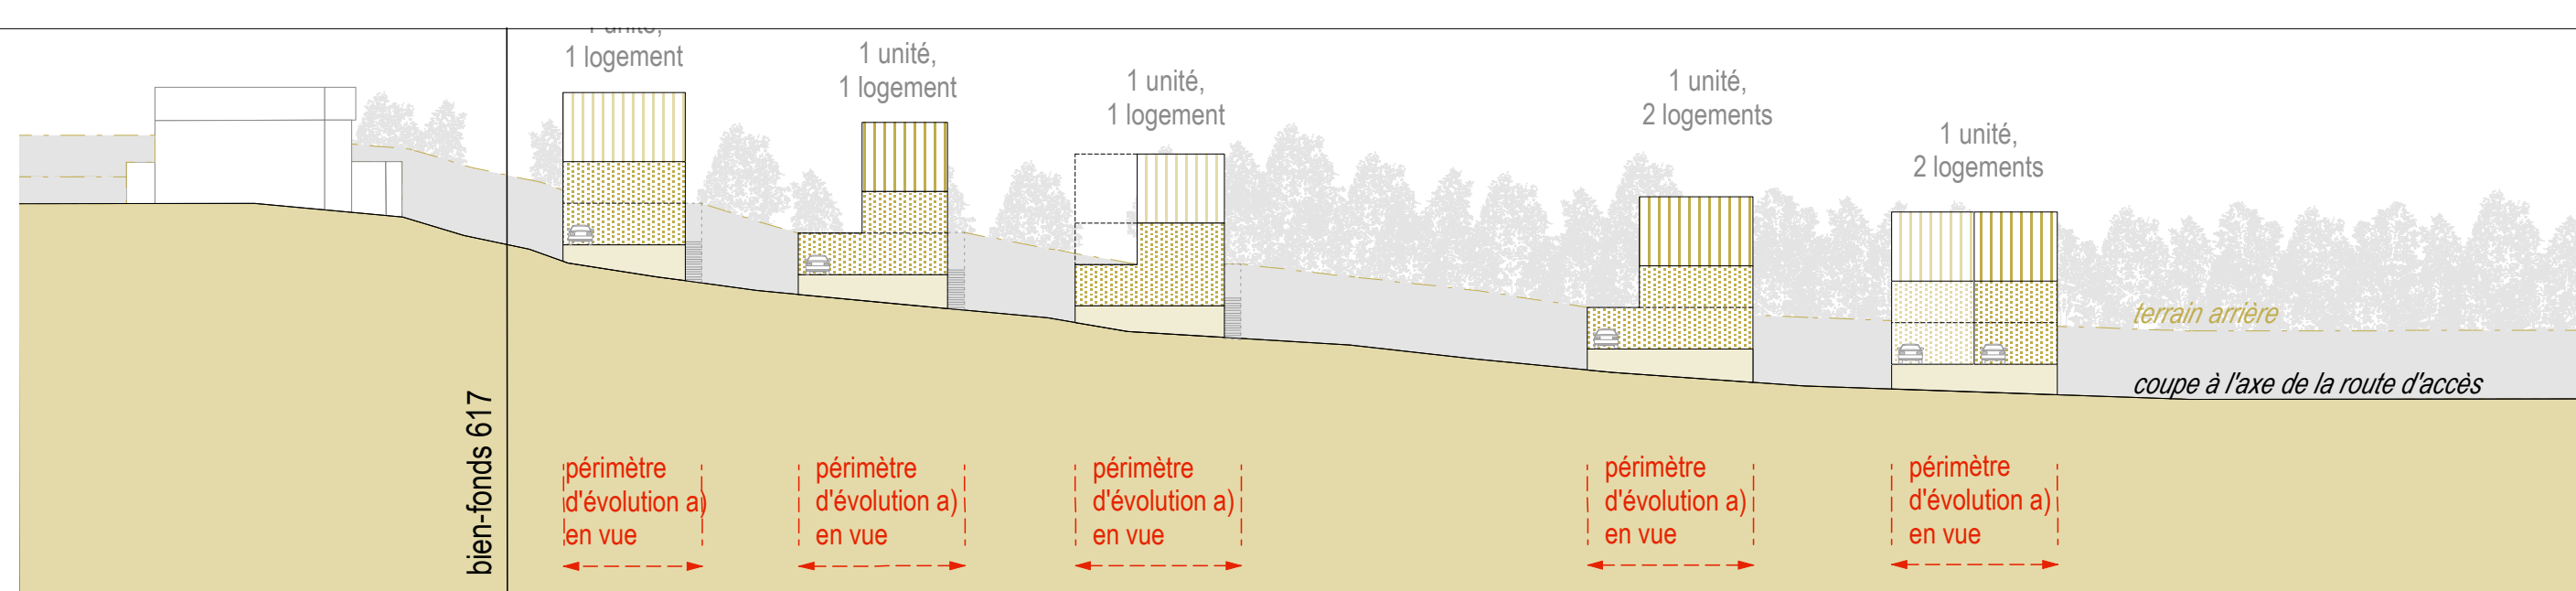 1 unité,
1 logement
1 unité,
1 logement
1 unité,
1 logement
1 unité,
2 logements
1 unité,
2 logements
terrain arrière
coupe à l'axe de la route d'accès
bien-fonds 617
périmètre
d'évolution a)
en vue
périmètre
d'évolution a)
en vue
périmètre
d'évolution a)
en vue
périmètre
d'évolution a)
en vue
périmètre
d'évolution a)
en vue